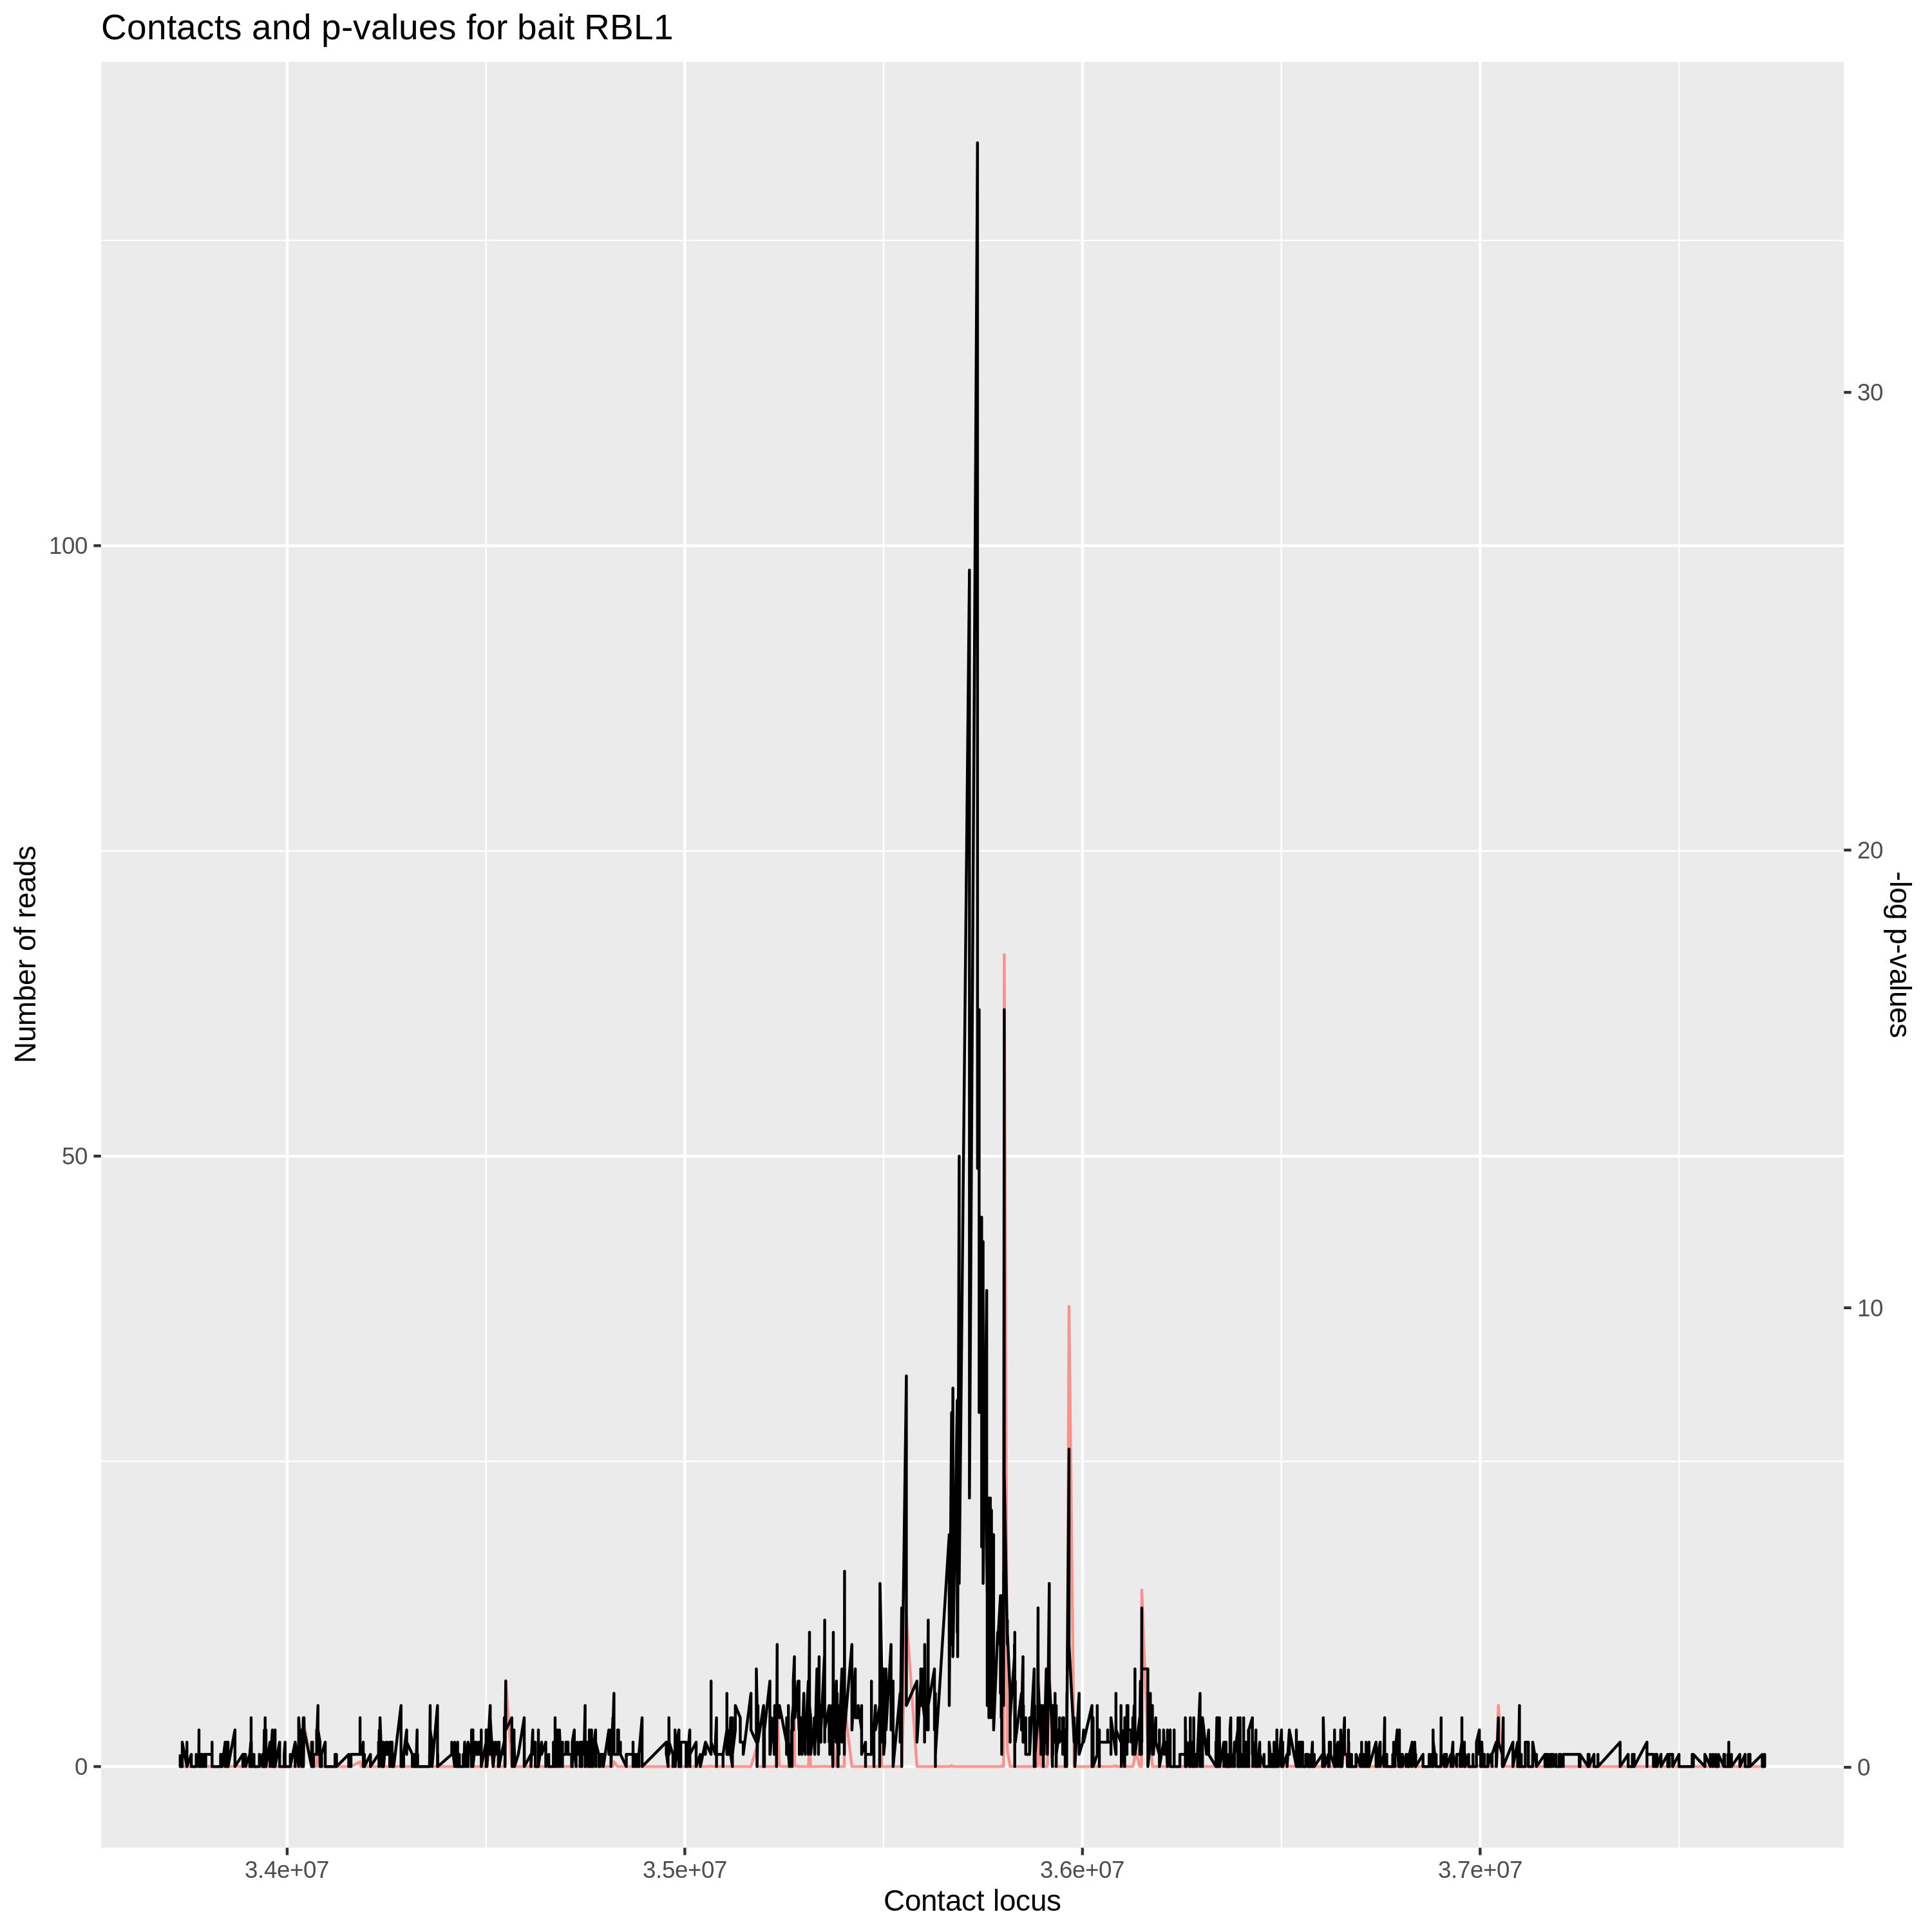 Contacts and p-values for bait RBL1
100
50
0
Number of reads
30
20
10
0
-log p-values
3.4e+07
3.5e+07
3.6e+07
3.7e+07
Contact locus